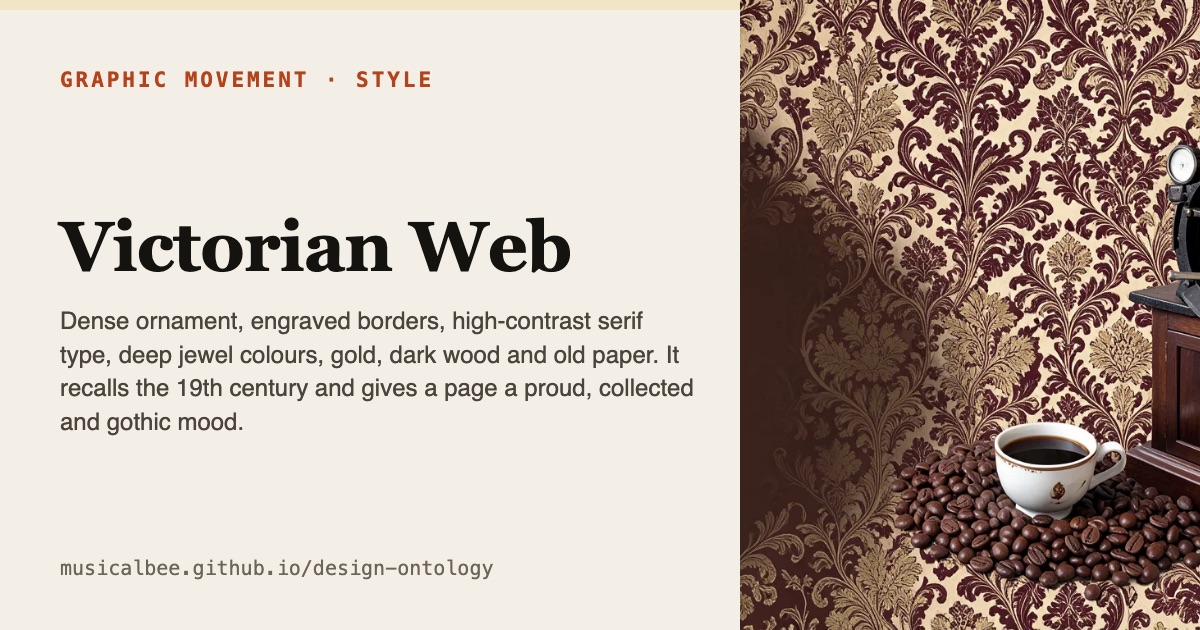 GRAPHIC MOVEMENT · STYLE
Victorian Web
Dense ornament, engraved borders, high-contrast serif
type, deep jewel colours, gold, dark wood and old paper. It
recalls the 19th century and gives a page a proud, collected
and gothic mood.
musicalbee.github.io/design-ontology